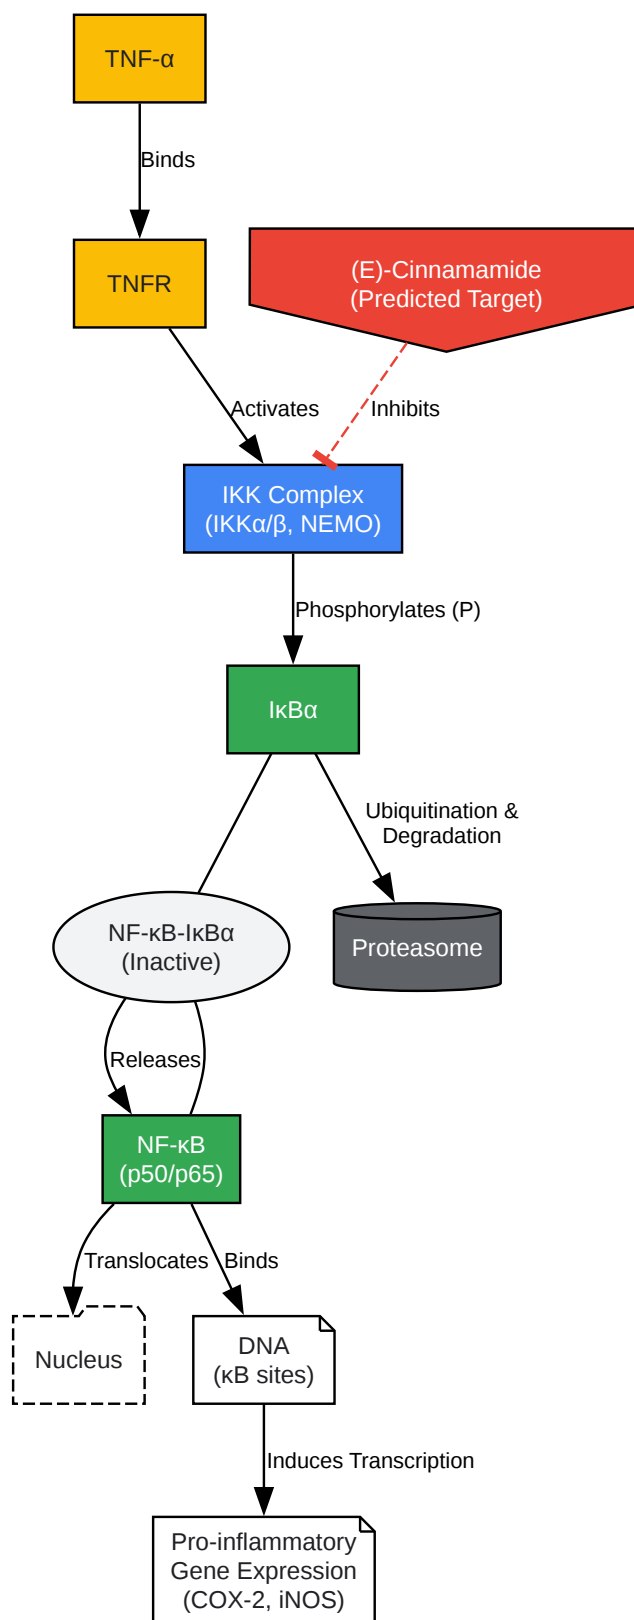 TNF-α
Binds
TNFR
(E)-Cinnamamide
(Predicted Target)
Activates
Inhibits
IKK Complex
(IKKα/β, NEMO)
Phosphorylates (P)
IκBα
Ubiquitination &
Degradation
NF-κB-IκBα
(Inactive)
Proteasome
Releases
NF-κB
(p50/p65)
Translocates
Binds
Nucleus
DNA
(κB sites)
Induces Transcription
Pro-inflammatory
Gene Expression
(COX-2, iNOS)